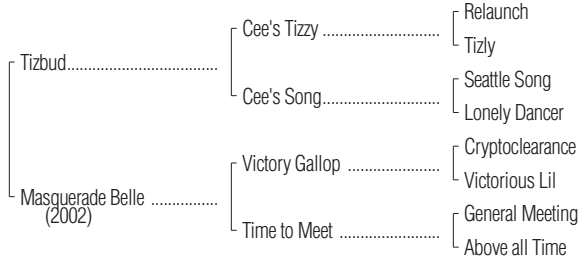 Relaunch
Cee's Tizzy ............................
Tizly
Tizbud....................................
Seattle Song
Cee's Song............................
Lonely Dancer
Cryptoclearance
Victory Gallop ......................
Victorious Lil
Masquerade Belle ................
(2002)
General Meeting
Time to Meet ........................
Above all Time